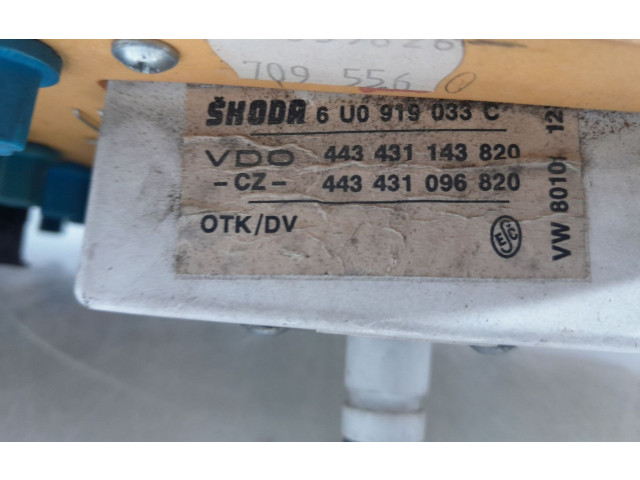 709 556
ŠKODA 6 U0 919 033 C
VDO 443 431 143 820
-CZ- 443 431 096 820
OTK/DV
VW 8010 12